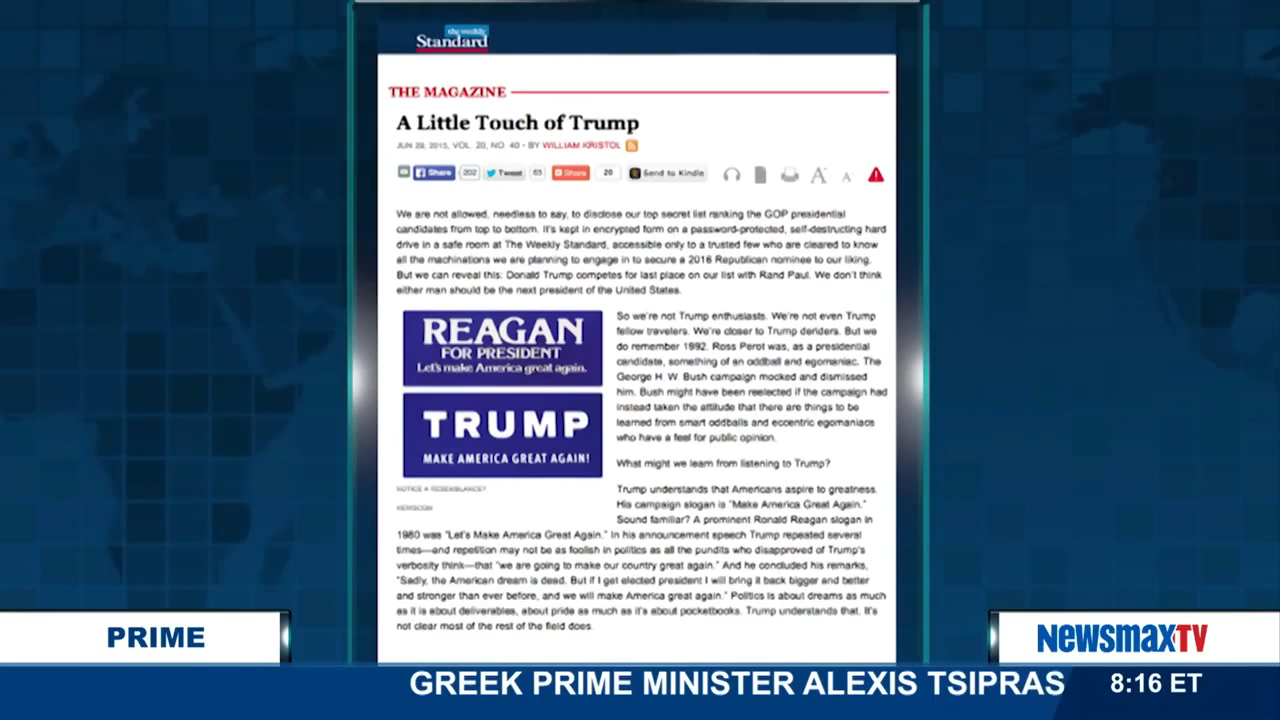 the weekly
Standard
THE MAGAZINE
A Little Touch of Trump
JUN 29, 2015, VOL. 20, NO. 40 • BY WILLIAM KRISTOL
Share 202 Tweet 65 Share 20 Send to Kindle A A
We are not allowed, needless to say, to disclose our top secret list ranking the GOP presidential
candidates from top to bottom. It's kept in encrypted form on a password-protected, self-destructing hard
drive in a safe room at The Weekly Standard, accessible only to a trusted few who are cleared to know
all the machinations we are planning to engage in to secure a 2016 Republican nominee to our liking.
But we can reveal this: Donald Trump competes for last place on our list with Rand Paul. We don't think
either man should be the next president of the United States.
REAGAN
FOR PRESIDENT
Let's make America great again.
TRUMP
MAKE AMERICA GREAT AGAIN!
NOTICE A RESEMBLANCE?
NEWSCOM
So we're not Trump enthusiasts. We're not even Trump
fellow travelers. We're closer to Trump deriders. But we
do remember 1992. Ross Perot was, as a presidential
candidate, something of an oddball and egomaniac. The
George H. W. Bush campaign mocked and dismissed
him. Bush might have been reelected if the campaign had
instead taken the attitude that there are things to be
learned from smart oddballs and eccentric egomaniacs
who have a feel for public opinion.
What might we learn from listening to Trump?
Trump understands that Americans aspire to greatness.
His campaign slogan is "Make America Great Again."
Sound familiar? A prominent Ronald Reagan slogan in
1980 was "Let's Make America Great Again." In his announcement speech Trump repeated several
times—and repetition may not be as foolish in politics as all the pundits who disapproved of Trump's
verbosity think—that "we are going to make our country great again." And he concluded his remarks,
"Sadly, the American dream is dead. But if I get elected president I will bring it back bigger and better
and stronger than ever before, and we will make America great again." Politics is about dreams as much
as it is about deliverables, about pride as much as it's about pocketbooks. Trump understands that. It's
not clear most of the rest of the field does.
PRIME
NEWSMAXTV
GREEK PRIME MINISTER ALEXIS TSIPRAS
8:16 ET